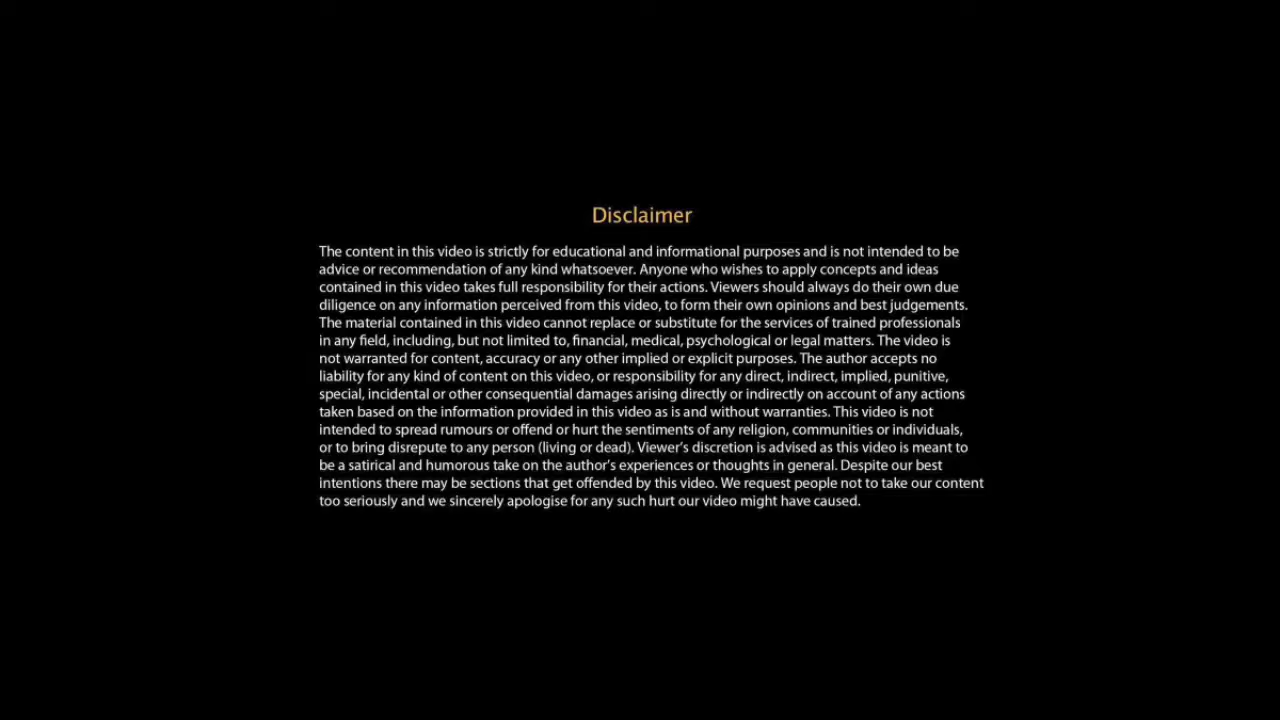 Disclaimer
The content in this video is strictly for educational and informational purposes and is not intended to be
advice or recommendation of any kind whatsoever. Anyone who wishes to apply concepts and ideas
contained in this video takes full responsibility for their actions. Viewers should always do their own due
diligence on any information perceived from this video, to form their own opinions and best judgements.
The material contained in this video cannot replace or substitute for the services of trained professionals
in any field, including, but not limited to, financial, medical, psychological or legal matters. The video is
not warranted for content, accuracy or any other implied or explicit purposes. The author accepts no
liability for any kind of content on this video, or responsibility for any direct, indirect, implied, punitive,
special, incidental or other consequential damages arising directly or indirectly on account of any actions
taken based on the information provided in this video as is and without warranties. This video is not
intended to spread rumours or offend or hurt the sentiments of any religion, communities or individuals,
or to bring disrepute to any person (living or dead). Viewer's discretion is advised as this video is meant to
be a satirical and humorous take on the author's experiences or thoughts in general. Despite our best
intentions there may be sections that get offended by this video. We request people not to take our content
too seriously and we sincerely apologise for any such hurt our video might have caused.